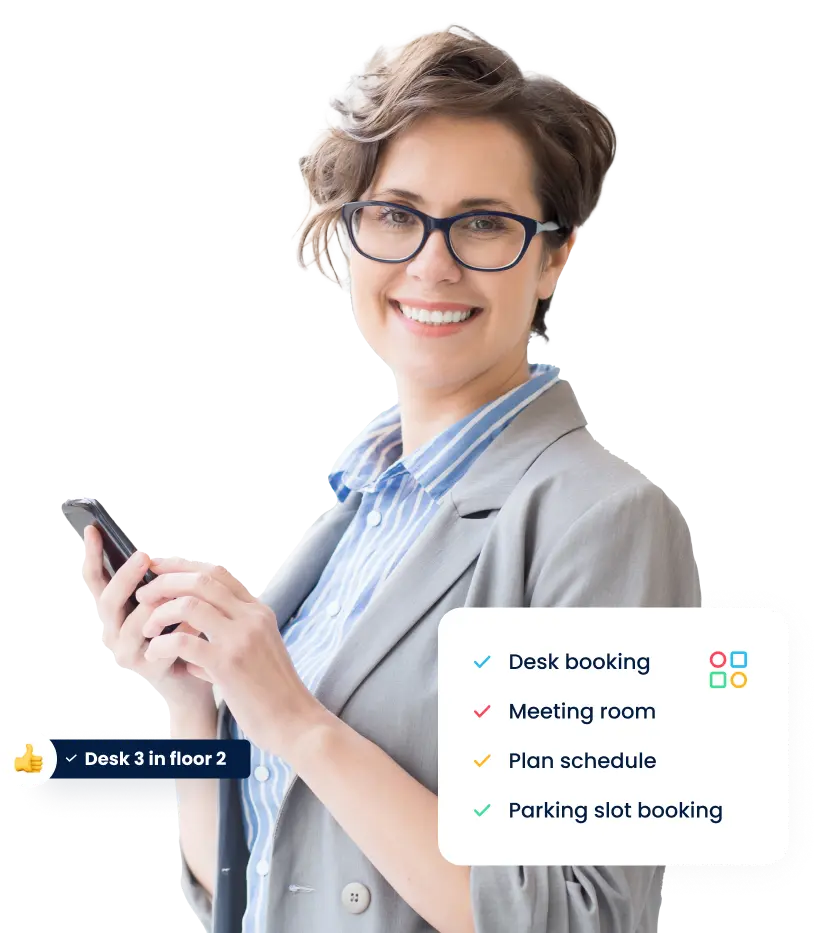 Desk booking
Meeting room
Plan schedule
Parking slot booking
Desk 3 in floor 2